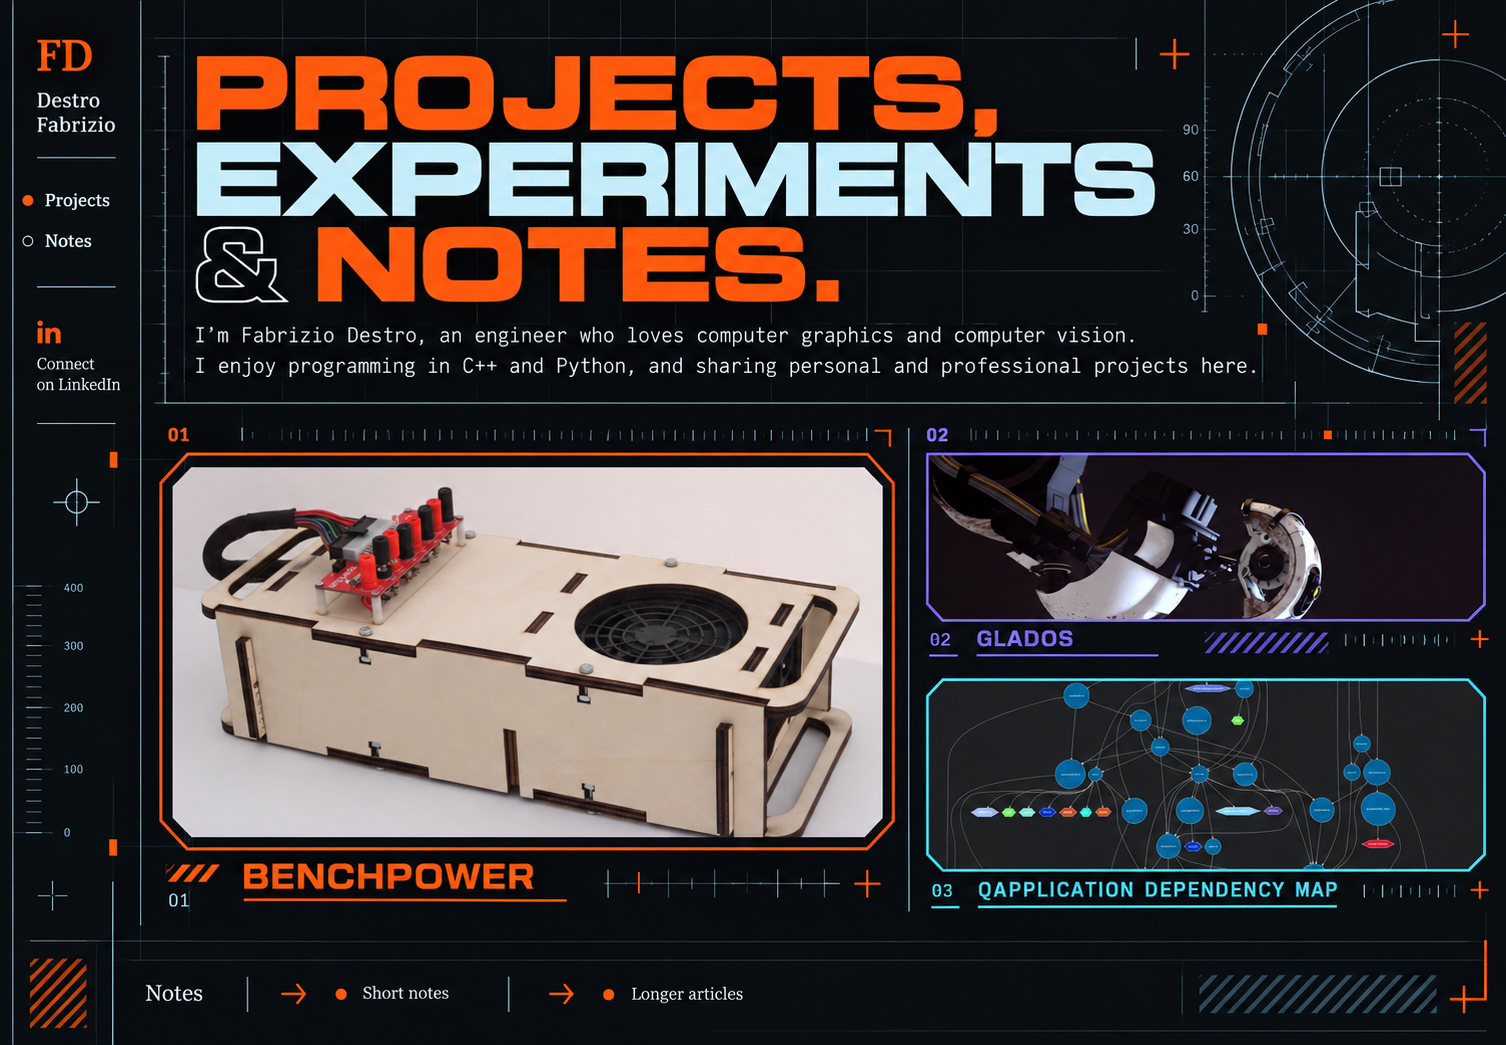 FD
Destro
Fabrizio
Projects
Notes
in
Connect
on LinkedIn
400
300
200
100
0
PROJECTS,
EXPERIMENTS
& NOTES.
I'm Fabrizio Destro, an engineer who loves computer graphics and computer vision.
I enjoy programming in C++ and Python, and sharing personal and professional projects here.
90
60
30
0
01
BENCHPOWER
01
02
02 GLADOS
03 QAPPLICATION DEPENDENCY MAP
Notes
Short notes
Longer articles